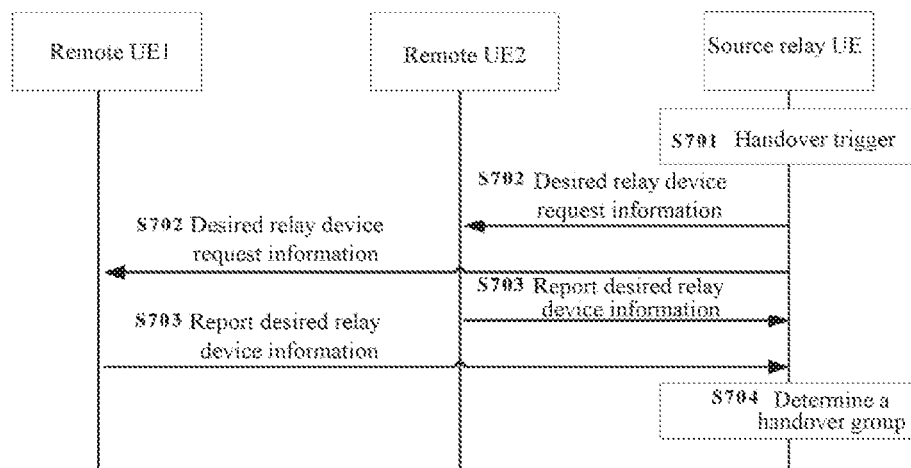 Remote UE1
Remote UE2
Source relay UE
S701 Handover trigger
S702 Desired relay device
request information
S702 Desired relay device
request information
S703 Report desired relay
device information
S703 Report desired relay
device information
S704 Determine a
handover group